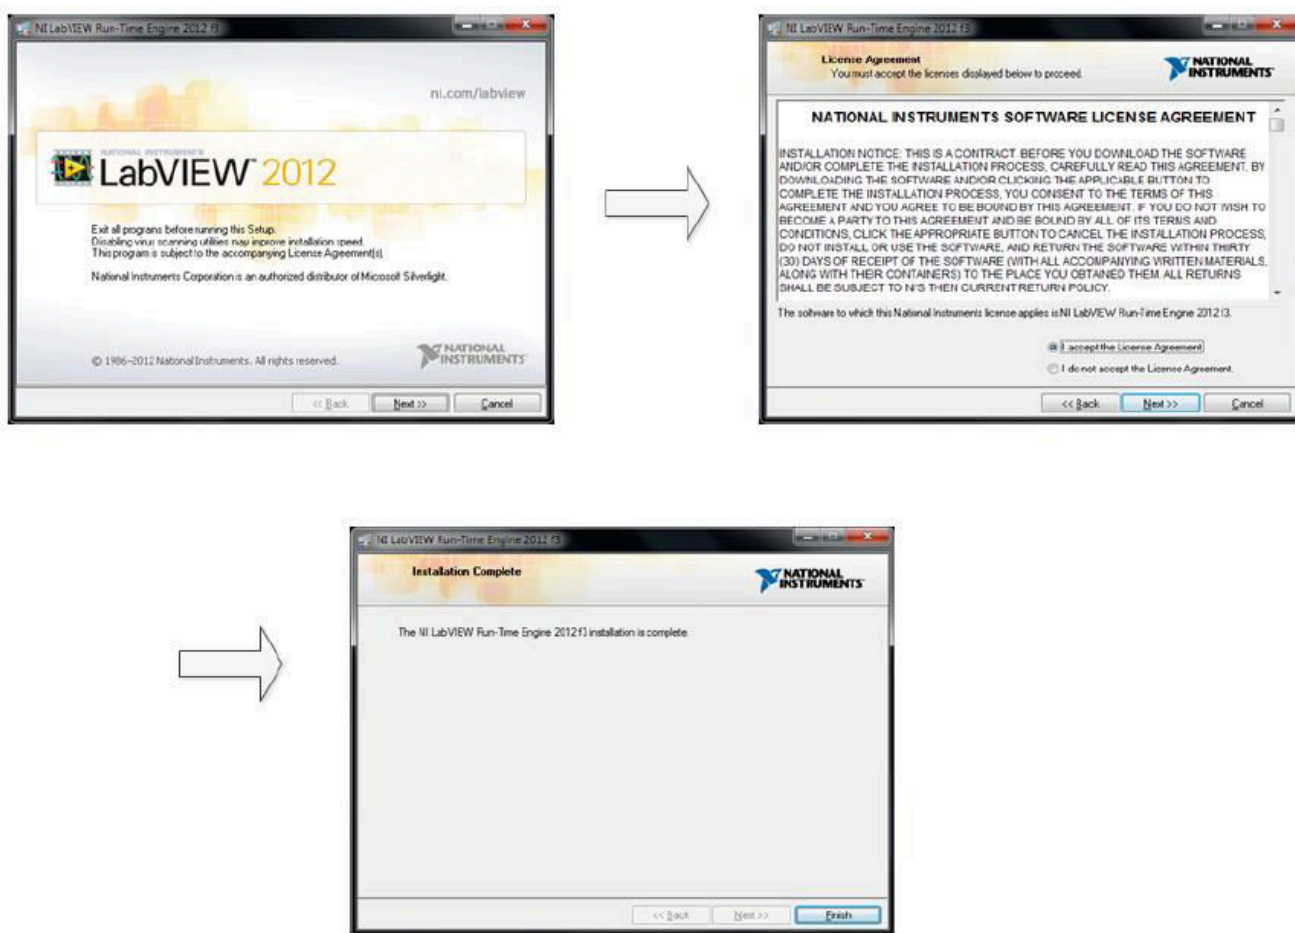 NI LabVIEW Run-Time Engine 2012 f3
ni.com/labview
NATIONAL INSTRUMENTS
LabVIEW™ 2012
Exit all programs before running this Setup.
Disabling virus scanning utilities may improve installation speed.
This program is subject to the accompanying License Agreement(s).
National Instruments Corporation is an authorized distributor of Microsoft Silverlight.
© 1986–2012 National Instruments. All rights reserved.
NATIONAL
INSTRUMENTS
<< Back Next >> Cancel
NI LabVIEW Run-Time Engine 2012 f3
License Agreement
You must accept the licenses displayed below to proceed.
NATIONAL
INSTRUMENTS
NATIONAL INSTRUMENTS SOFTWARE LICENSE AGREEMENT
INSTALLATION NOTICE: THIS IS A CONTRACT. BEFORE YOU DOWNLOAD THE SOFTWARE
AND/OR COMPLETE THE INSTALLATION PROCESS, CAREFULLY READ THIS AGREEMENT. BY
DOWNLOADING THE SOFTWARE AND/OR CLICKING THE APPLICABLE BUTTON TO
COMPLETE THE INSTALLATION PROCESS, YOU CONSENT TO THE TERMS OF THIS
AGREEMENT AND YOU AGREE TO BE BOUND BY THIS AGREEMENT. IF YOU DO NOT WISH TO
BECOME A PARTY TO THIS AGREEMENT AND BE BOUND BY ALL OF ITS TERMS AND
CONDITIONS, CLICK THE APPROPRIATE BUTTON TO CANCEL THE INSTALLATION PROCESS,
DO NOT INSTALL OR USE THE SOFTWARE, AND RETURN THE SOFTWARE WITHIN THIRTY
(30) DAYS OF RECEIPT OF THE SOFTWARE (WITH ALL ACCOMPANYING WRITTEN MATERIALS,
ALONG WITH THEIR CONTAINERS) TO THE PLACE YOU OBTAINED THEM. ALL RETURNS
SHALL BE SUBJECT TO NI'S THEN CURRENT RETURN POLICY.
The software to which this National Instruments license applies is NI LabVIEW Run-Time Engine 2012 f3.
I accept the License Agreement.
I do not accept the License Agreement.
<< Back Next >> Cancel
NI LabVIEW Run-Time Engine 2012 f3
Installation Complete
NATIONAL
INSTRUMENTS
The NI LabVIEW Run-Time Engine 2012 f3 installation is complete.
<< Back Next >> Finish